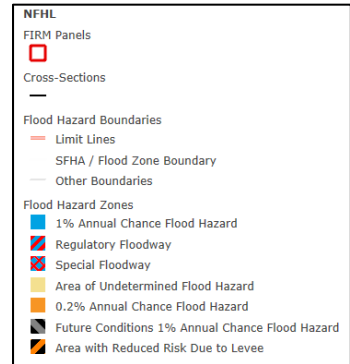 NFHL
FIRM Panels
Cross-Sections
Flood Hazard Boundaries
Limit Lines
SFHA / Flood Zone Boundary
Other Boundaries
Flood Hazard Zones
1% Annual Chance Flood Hazard
Regulatory Floodway
Special Floodway
Area of Undetermined Flood Hazard
0.2% Annual Chance Flood Hazard
Future Conditions 1% Annual Chance Flood Hazard
Area with Reduced Risk Due to Levee